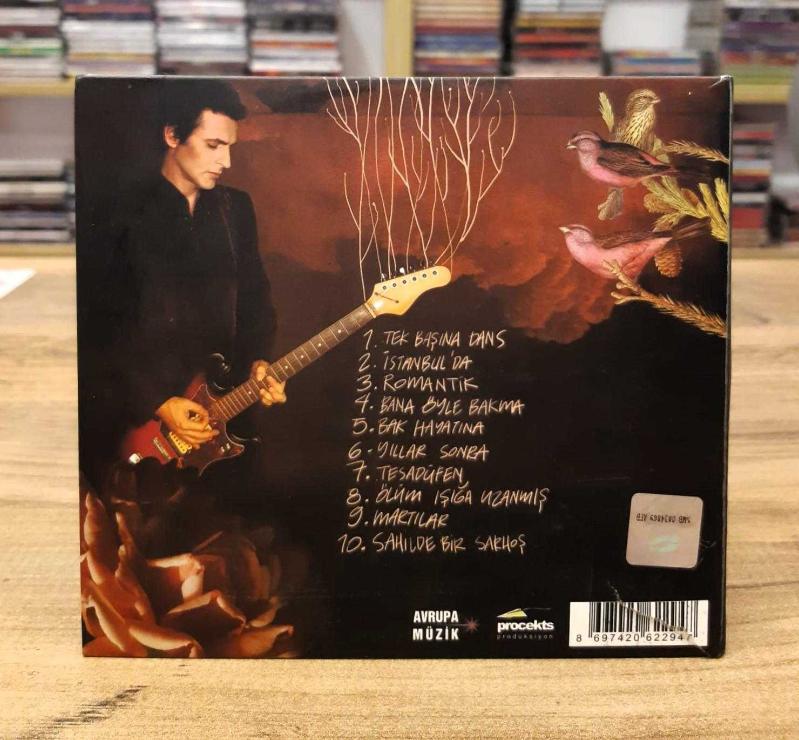 1. TEK BAŞINA DANS
2. İSTANBUL'DA
3. ROMANTİK
4. BANA ÖYLE BAKMA
5. BAK HAYATINA
6. YILLAR SONRA
7. TESADÜFEN
8. ÖLÜM IŞIĞA UZANMIŞ
9. MARTILAR
10. SAHİLDE BİR SARHOŞ
AVRUPA
MÜZİK
procekts
prodüksiyon
8 697420 622947